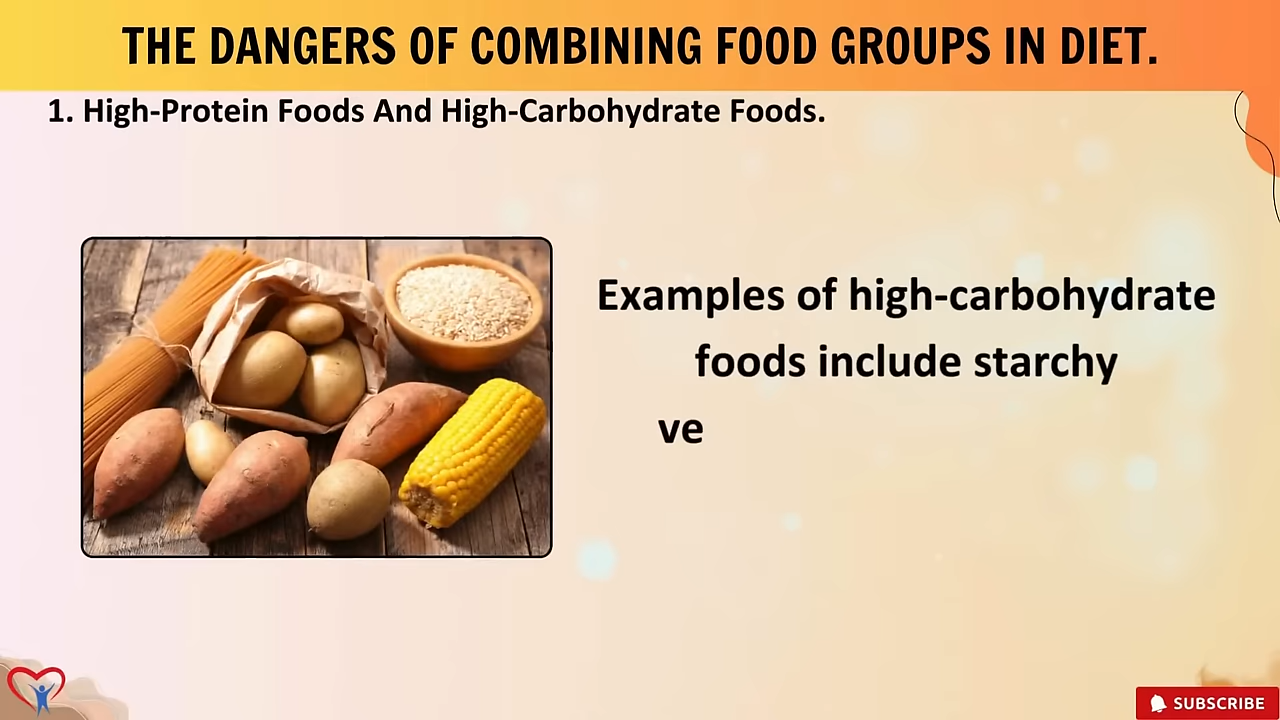 THE DANGERS OF COMBINING FOOD GROUPS IN DIET.
1. High-Protein Foods And High-Carbohydrate Foods.
Examples of high-carbohydrate
foods include starchy
ve
SUBSCRIBE